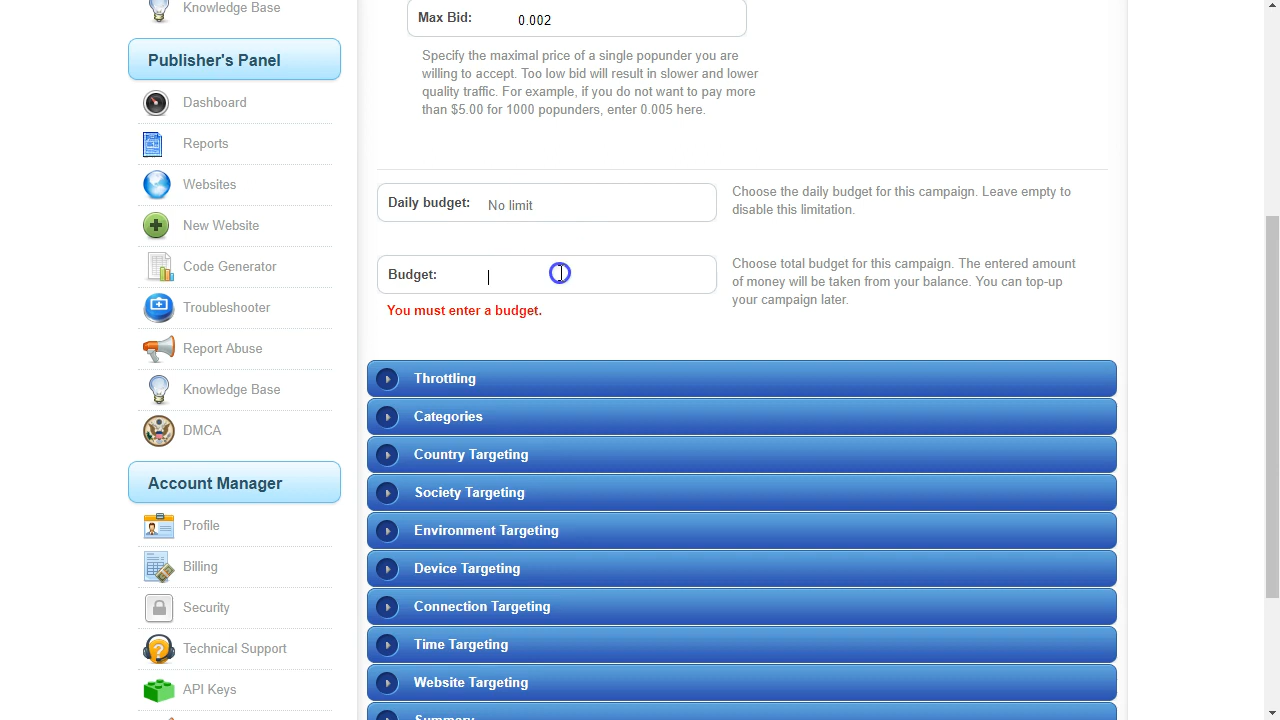 Knowledge Base
Publisher's Panel
Dashboard
Reports
Websites
New Website
Code Generator
Troubleshooter
Report Abuse
Knowledge Base
DMCA
Account Manager
Profile
Billing
Security
Technical Support
API Keys
Max Bid: 0.002
Specify the maximal price of a single popunder you are
willing to accept. Too low bid will result in slower and lower
quality traffic. For example, if you do not want to pay more
than $5.00 for 1000 popunders, enter 0.005 here.
Daily budget: No limit
Choose the daily budget for this campaign. Leave empty to
disable this limitation.
Budget:
You must enter a budget.
Choose total budget for this campaign. The entered amount
of money will be taken from your balance. You can top-up
your campaign later.
Throttling
Categories
Country Targeting
Society Targeting
Environment Targeting
Device Targeting
Connection Targeting
Time Targeting
Website Targeting
Summary